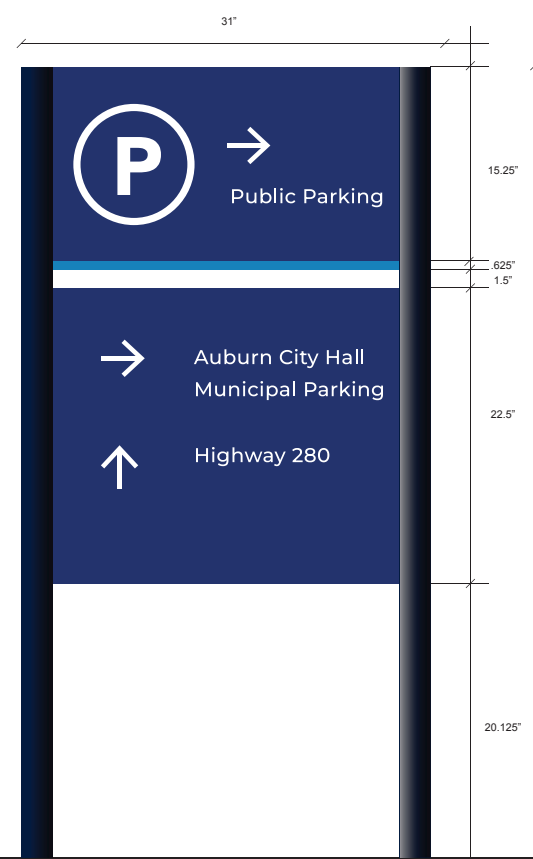 31”
P
Public Parking
15.25”
.625”
1.5”
Auburn City Hall
Municipal Parking
22.5”
Highway 280
20.125”